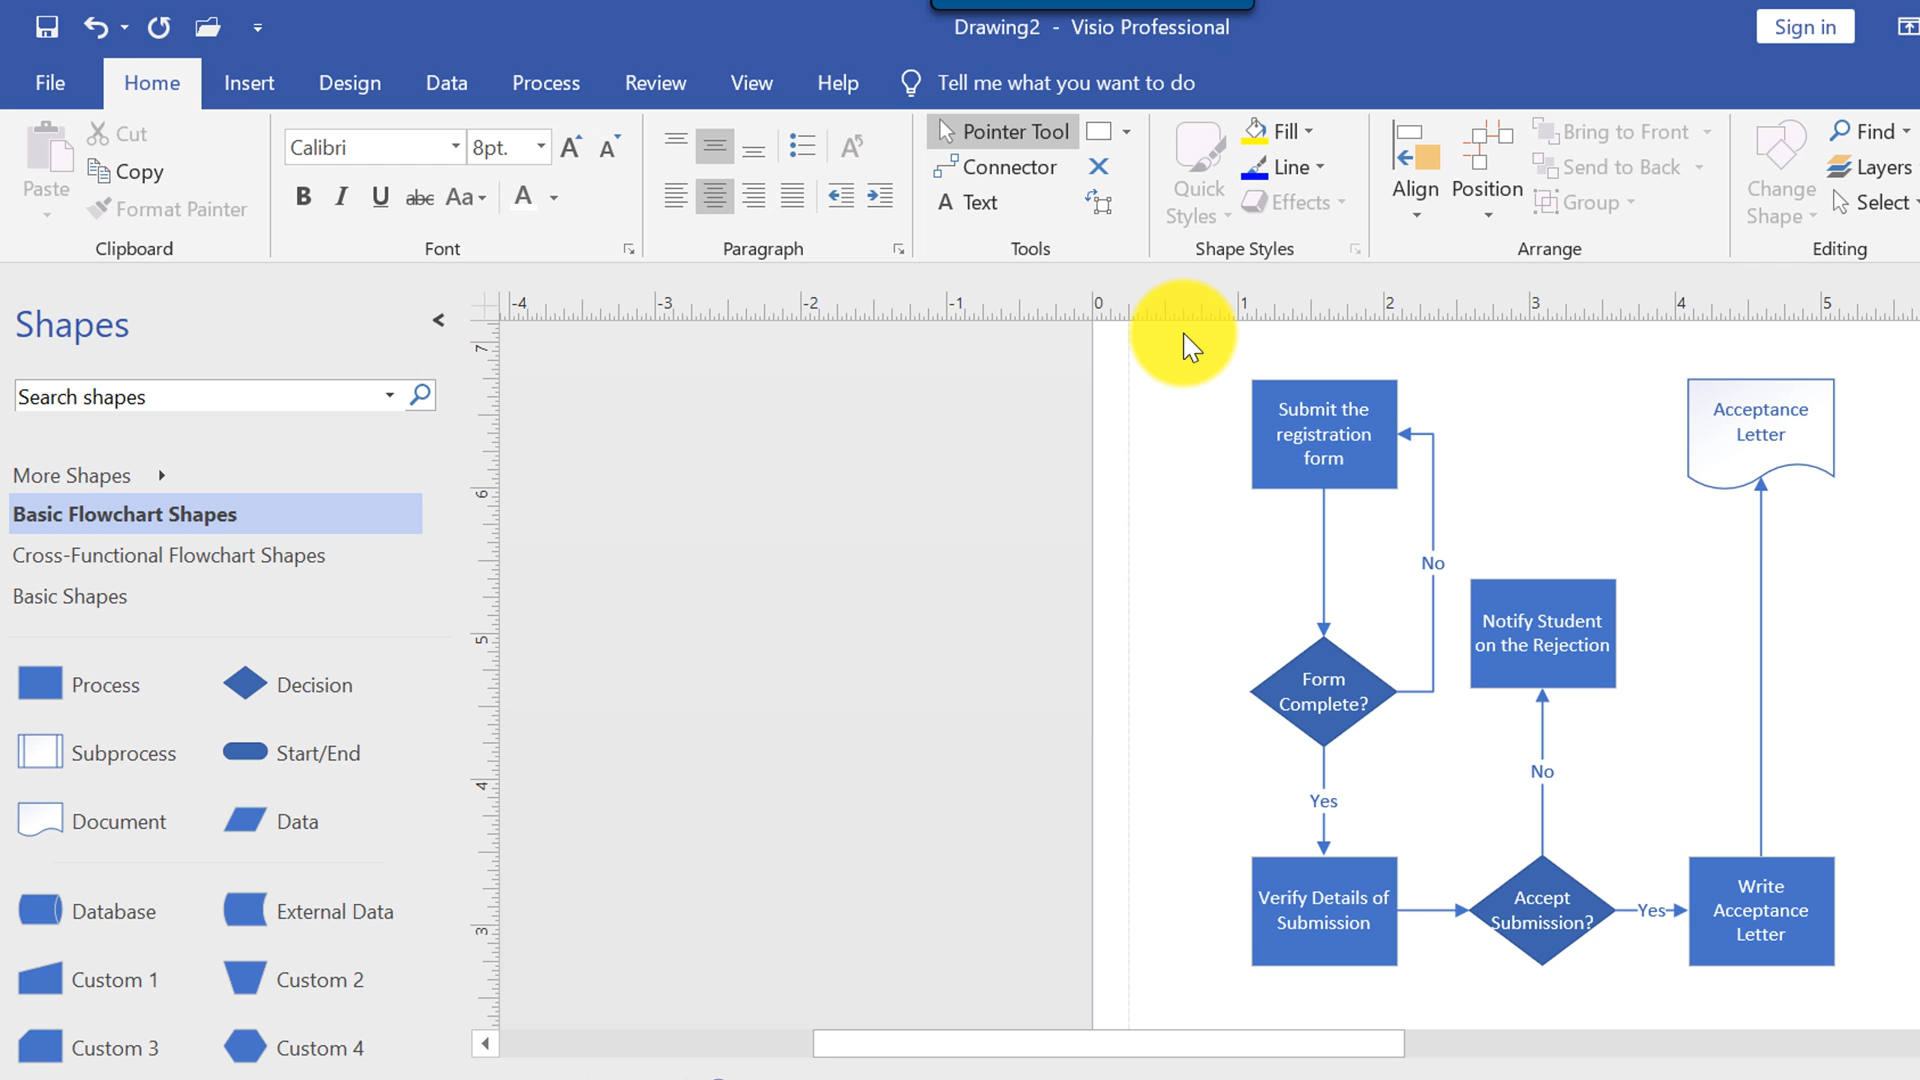 Drawing2 - Visio Professional
Sign in
File Home Insert Design Data Process Review View Help Tell me what you want to do
Paste
Cut
Copy
Format Painter
Clipboard
Calibri 8pt. A A
B I U abc Aa A
Font
Paragraph
Pointer Tool
Connector
A Text
Tools
Quick
Styles
Fill
Line
Effects
Shape Styles
Align
Position
Bring to Front
Send to Back
Group
Arrange
Change
Shape
Find
Layers
Select
Editing
Shapes
Search shapes
More Shapes
Basic Flowchart Shapes
Cross-Functional Flowchart Shapes
Basic Shapes
Process
Decision
Subprocess
Start/End
Document
Data
Database
External Data
Custom 1
Custom 2
Custom 3
Custom 4
-4 -3 -2 -1 0 1 2 3 4 5
7
6
5
4
3
Submit the
registration
form
No
Form
Complete?
Yes
Verify Details of
Submission
Notify Student
on the Rejection
No
Accept
Submission?
Yes
Acceptance
Letter
Write
Acceptance
Letter